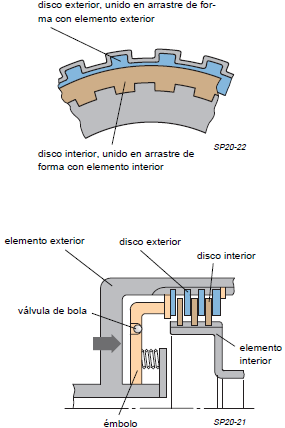 disco exterior, unido en arrastre de for-
ma con elemento exterior
disco interior, unido en arrastre de
forma con elemento interior
SP20-22
elemento exterior
disco exterior
disco interior
válvula de bola
elemento
interior
émbolo
SP20-21